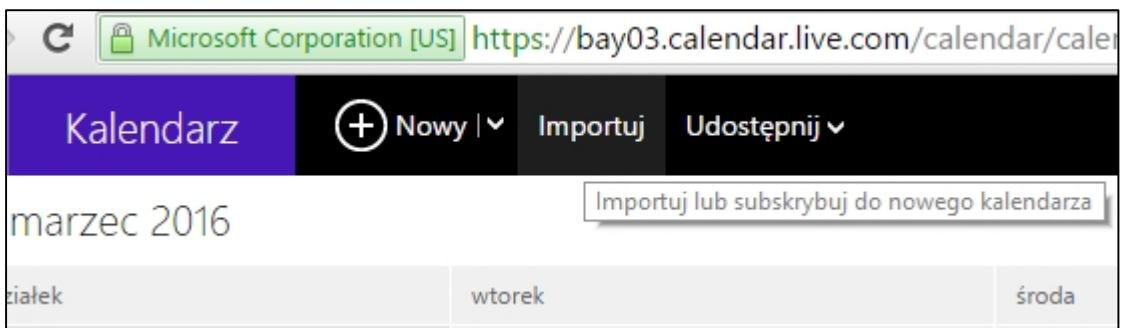 Microsoft Corporation [US] https://bay03.calendar.live.com/calendar/caler
Kalendarz Nowy Importuj Udostępnij
Importuj lub subskrybuj do nowego kalendarza
marzec 2016
ziałek wtorek środa